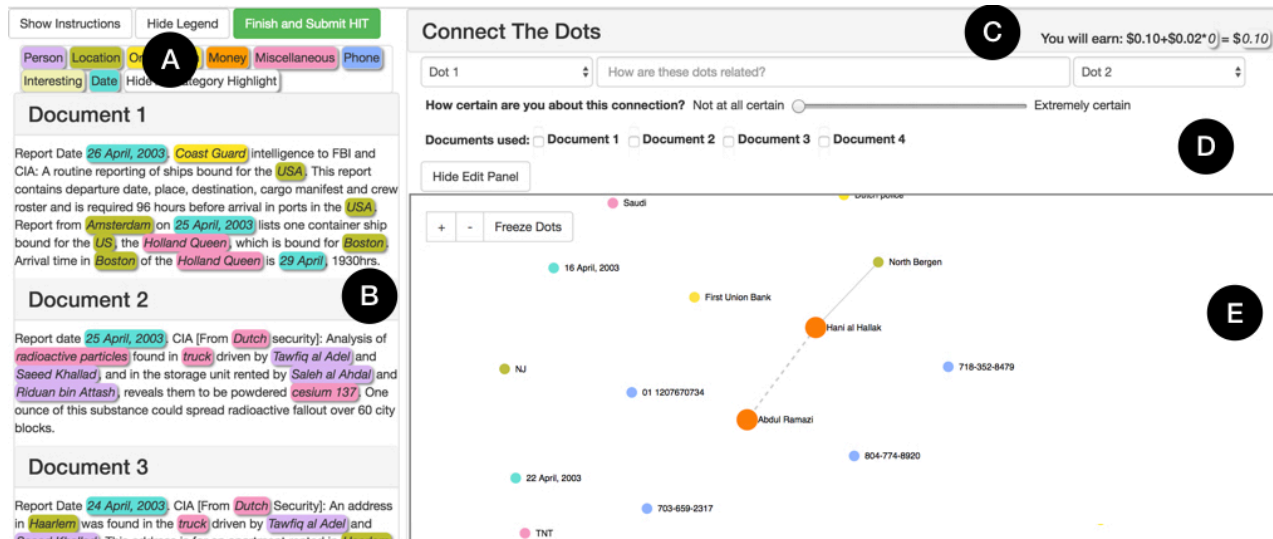 Show Instructions Hide Legend Finish and Submit HIT
A
Person Location Or Money Miscellaneous Phone
Interesting Date Hide tegory Highlight
Document 1
Report Date 26 April, 2003. Coast Guard intelligence to FBI and
CIA: A routine reporting of ships bound for the USA. This report
contains departure date, place, destination, cargo manifest and crew
roster and is required 96 hours before arrival in ports in the USA.
Report from Amsterdam on 25 April, 2003 lists one container ship
bound for the US, the Holland Queen, which is bound for Boston.
Arrival time in Boston of the Holland Queen is 29 April, 1930hrs.
Document 2
B
Report date 25 April, 2003. CIA [From Dutch security]: Analysis of
radioactive particles found in truck driven by Tawfiq al Adel and
Saeed Khallad, and in the storage unit rented by Saleh al Ahdal and
Riduan bin Attash, reveals them to be powdered cesium 137. One
ounce of this substance could spread radioactive fallout over 60 city
blocks.
Document 3
Report Date 24 April, 2003. CIA [From Dutch Security]: An address
in Haarlem was found in the truck driven by Tawfiq al Adel and
Connect The Dots
C
You will earn: $0.10+$0.02*0 = $0.10
Dot 1 How are these dots related? Dot 2
How certain are you about this connection? Not at all certain Extremely certain
Documents used: Document 1 Document 2 Document 3 Document 4
D
Hide Edit Panel
Saudi Dutch police
+ - Freeze Dots
16 April, 2003 North Bergen
First Union Bank
E
Hani al Hallak
NJ 718-352-8479
01 1207670734
Abdul Ramazi
804-774-8920
22 April, 2003
703-659-2317
TNT